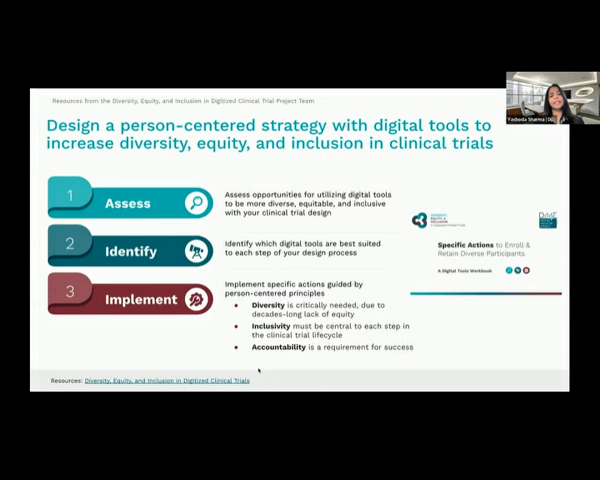 Resources from the Diversity, Equity, and Inclusion in Digitized Clinical Trial Project Team
Design a person-centered strategy with digital tools to
increase diversity, equity, and inclusion in clinical trials
1
Assess
Assess opportunities for utilizing digital tools
to be more diverse, equitable, and inclusive
with your clinical trial design
2
Identify
Identify which digital tools are best suited
to each step of your design process
3
Implement
Implement specific actions guided by
person-centered principles
• Diversity is critically needed, due to
decades-long lack of equity
• Inclusivity must be central to each step in
the clinical trial lifecycle
• Accountability is a requirement for success
DiMe
Specific Actions to Enroll &
Retain Diverse Participants
A Digital Tools Workbook
Yashoda Sharma
Resources: Diversity, Equity, and Inclusion in Digitized Clinical Trials